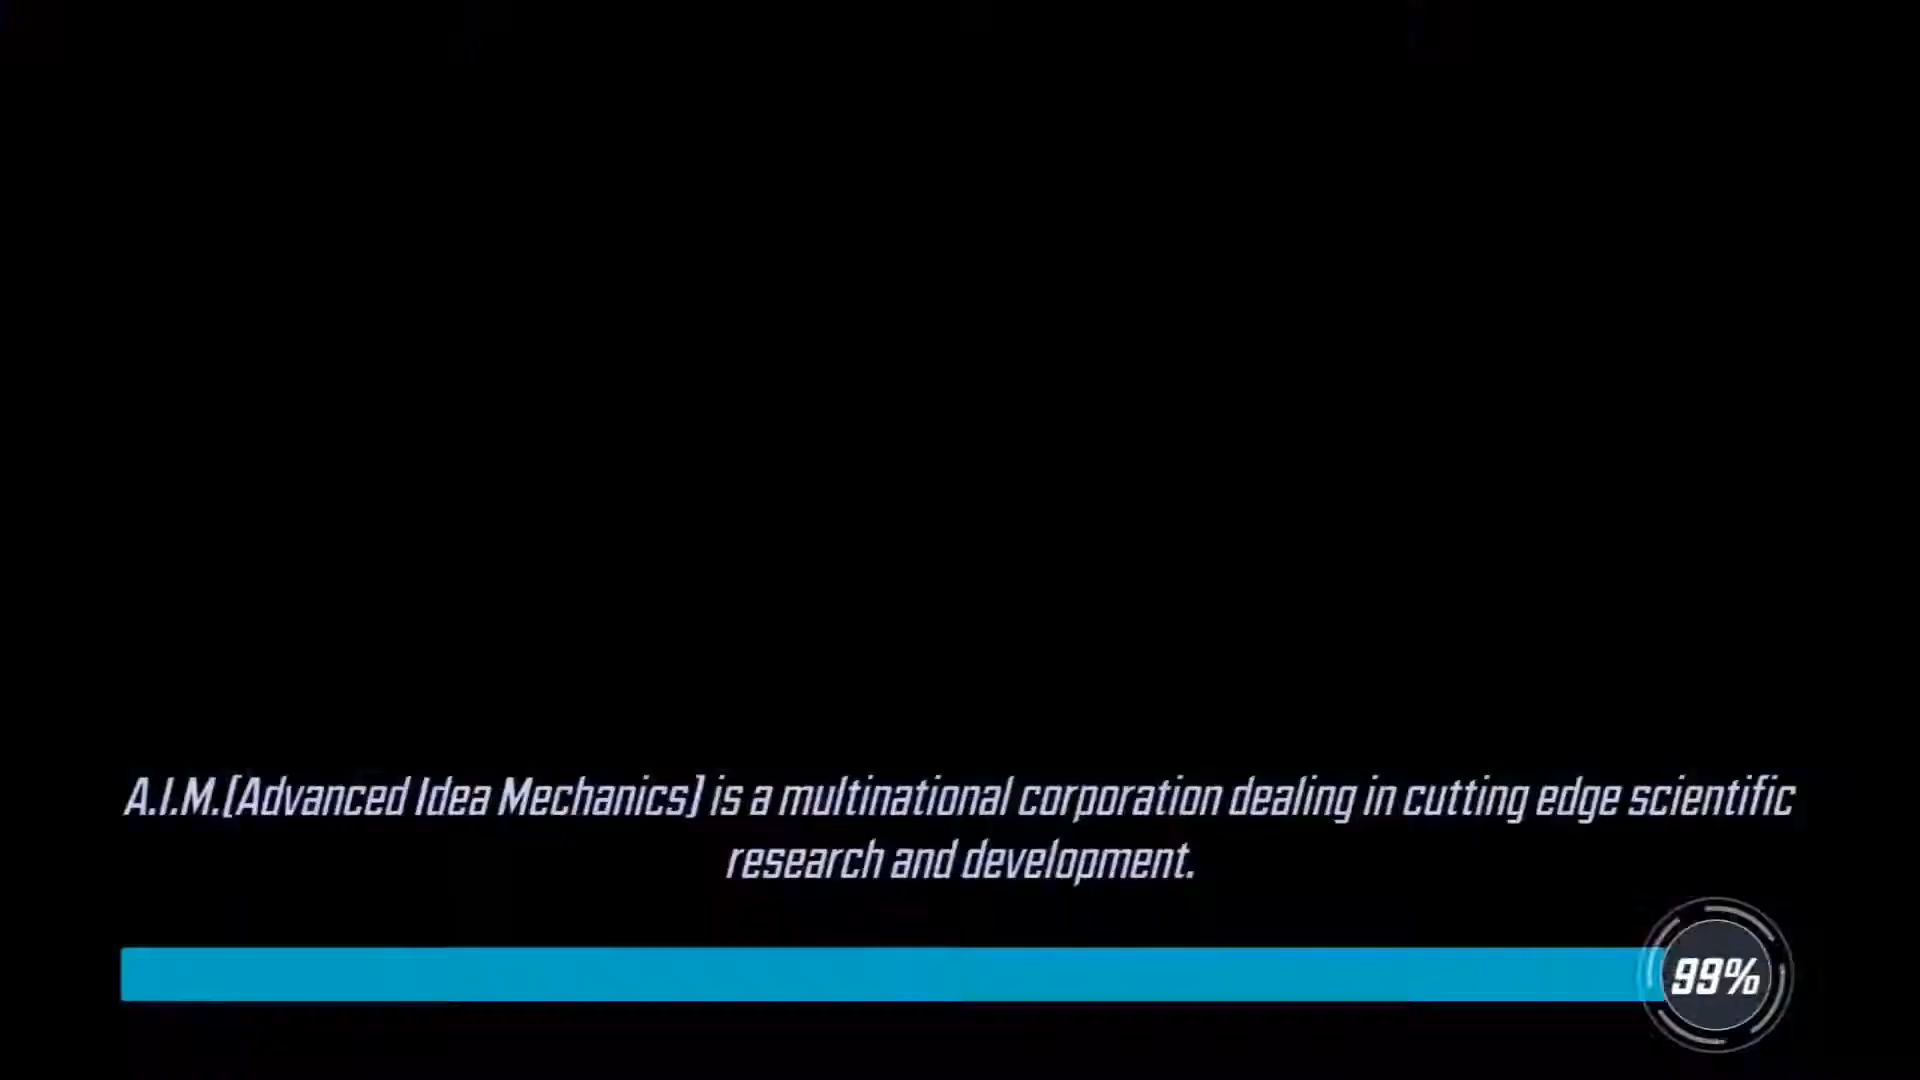 A.I.M.(Advanced Idea Mechanics) is a multinational corporation dealing in cutting edge scientific
research and development.
99%